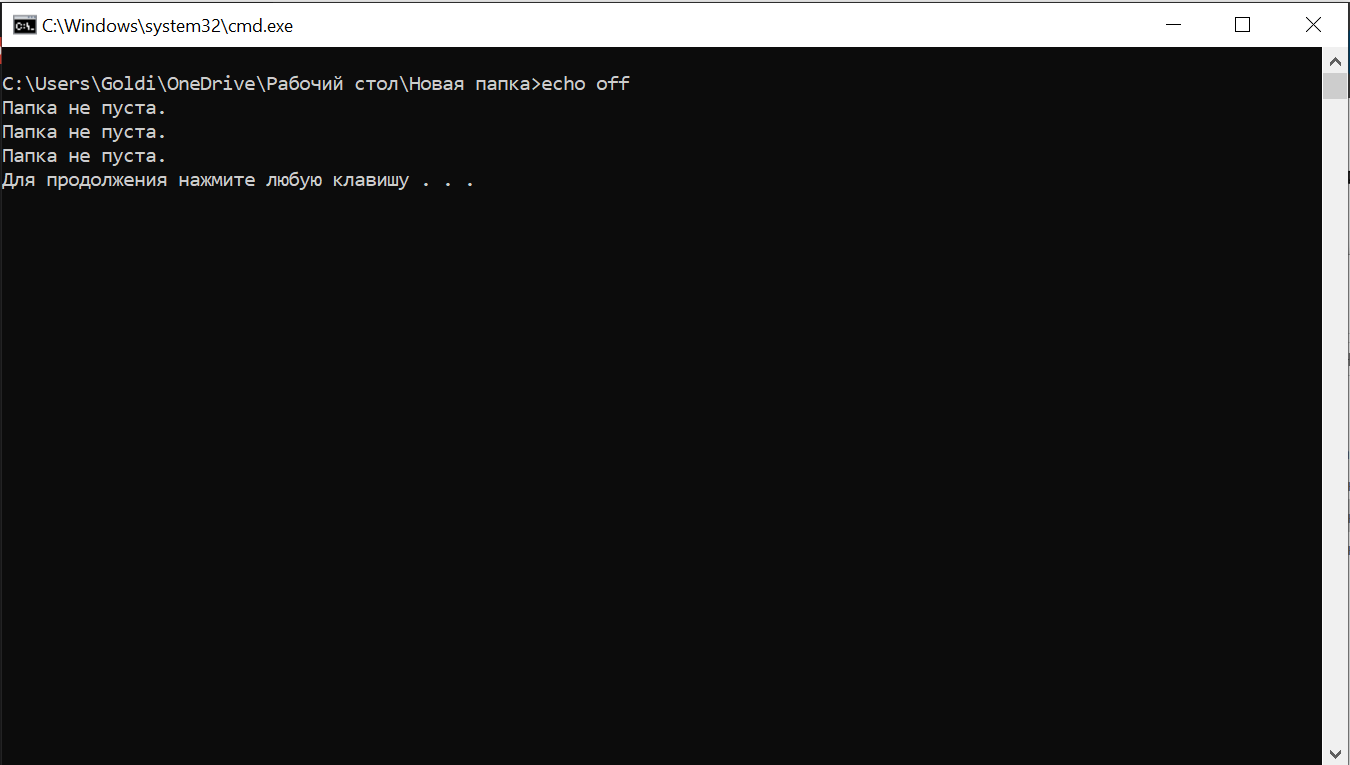 C:\Windows\system32\cmd.exe
C:\Users\Goldi\OneDrive\Рабочий стол\Новая папка>echo off
Папка не пуста.
Папка не пуста.
Папка не пуста.
Для продолжения нажмите любую клавишу . . .